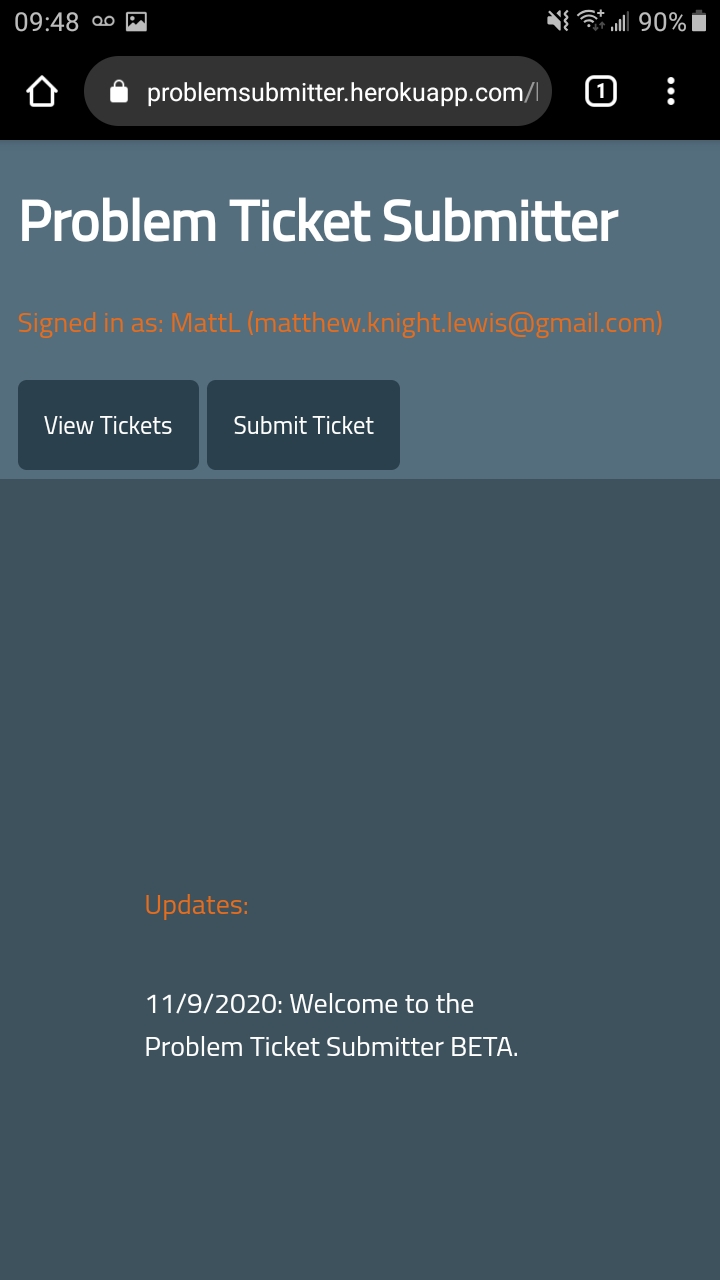 09:48 90%
problemsubmitter.herokuapp.com/
1
Problem Ticket Submitter
Signed in as: MattL (matthew.knight.lewis@gmail.com)
View Tickets Submit Ticket
Updates:
11/9/2020: Welcome to the
Problem Ticket Submitter BETA.